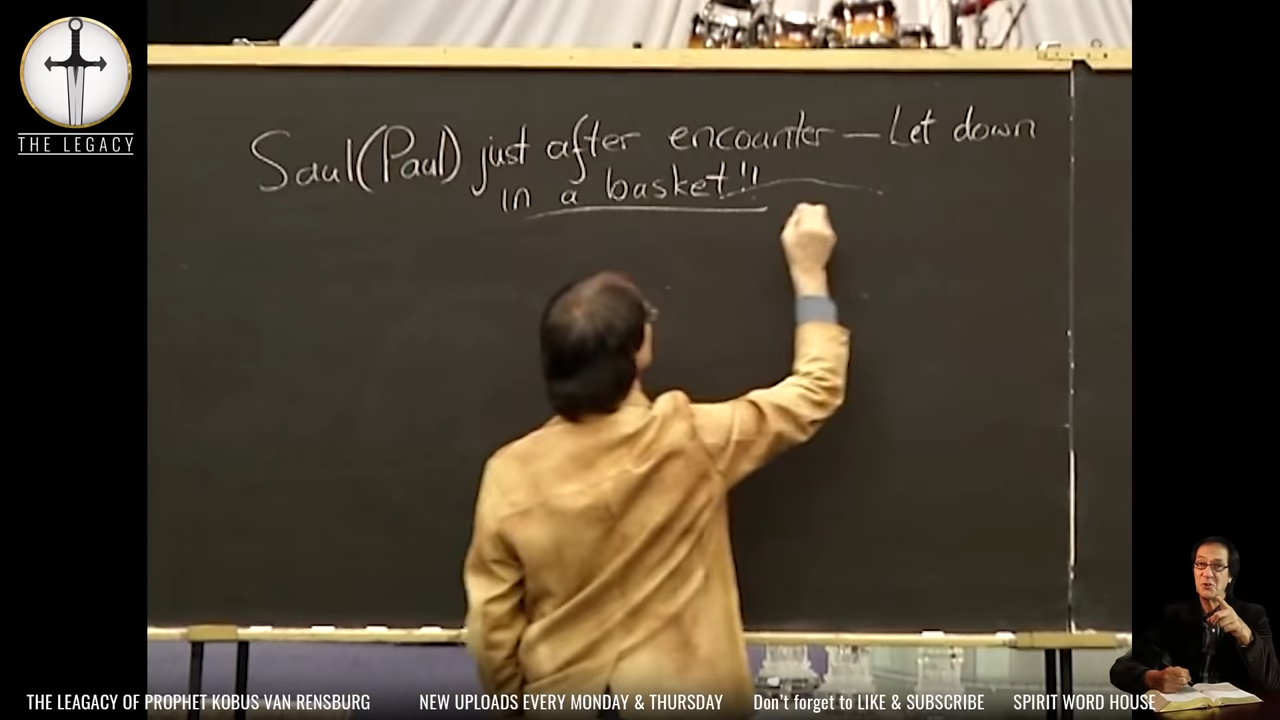 THE LEGACY
Saul(Paul) just after encounter — Let down
in a basket!!
THE LEAGACY OF PROPHET KOBUS VAN RENSBURG NEW UPLOADS EVERY MONDAY & THURSDAY Don't forget to LIKE & SUBSCRIBE SPIRIT WORD HOUSE